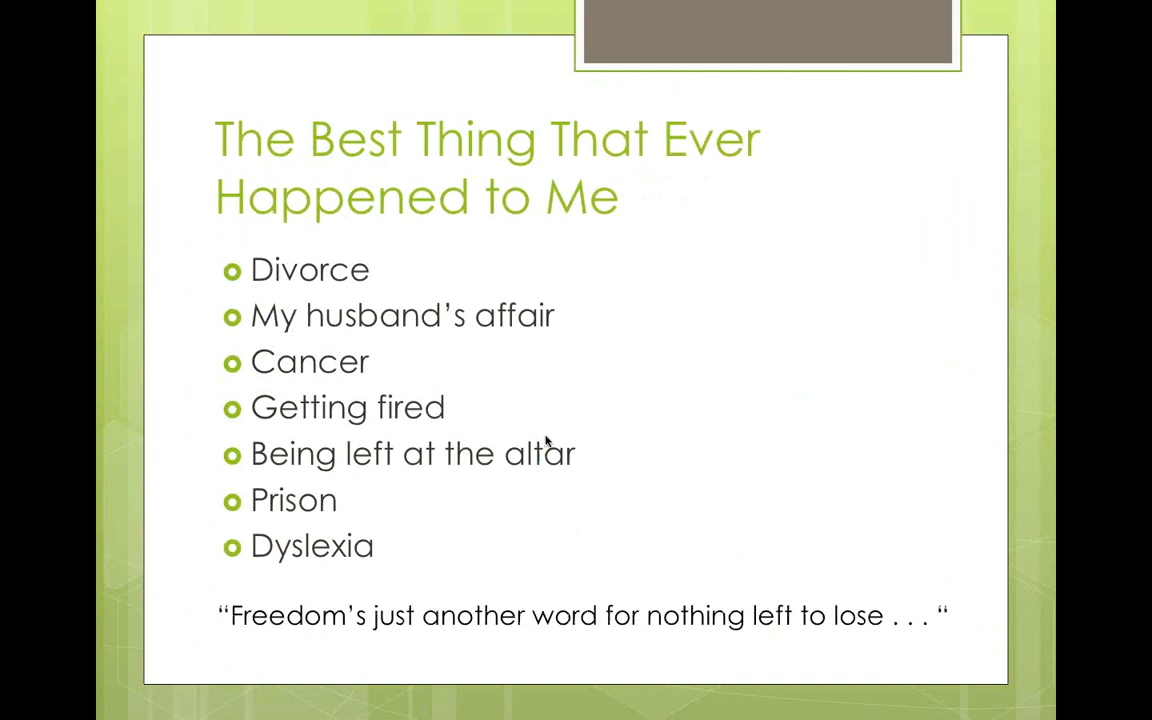 The Best Thing That Ever
Happened to Me
Divorce
My husband’s affair
Cancer
Getting fired
Being left at the altar
Prison
Dyslexia
“Freedom’s just another word for nothing left to lose . . . “